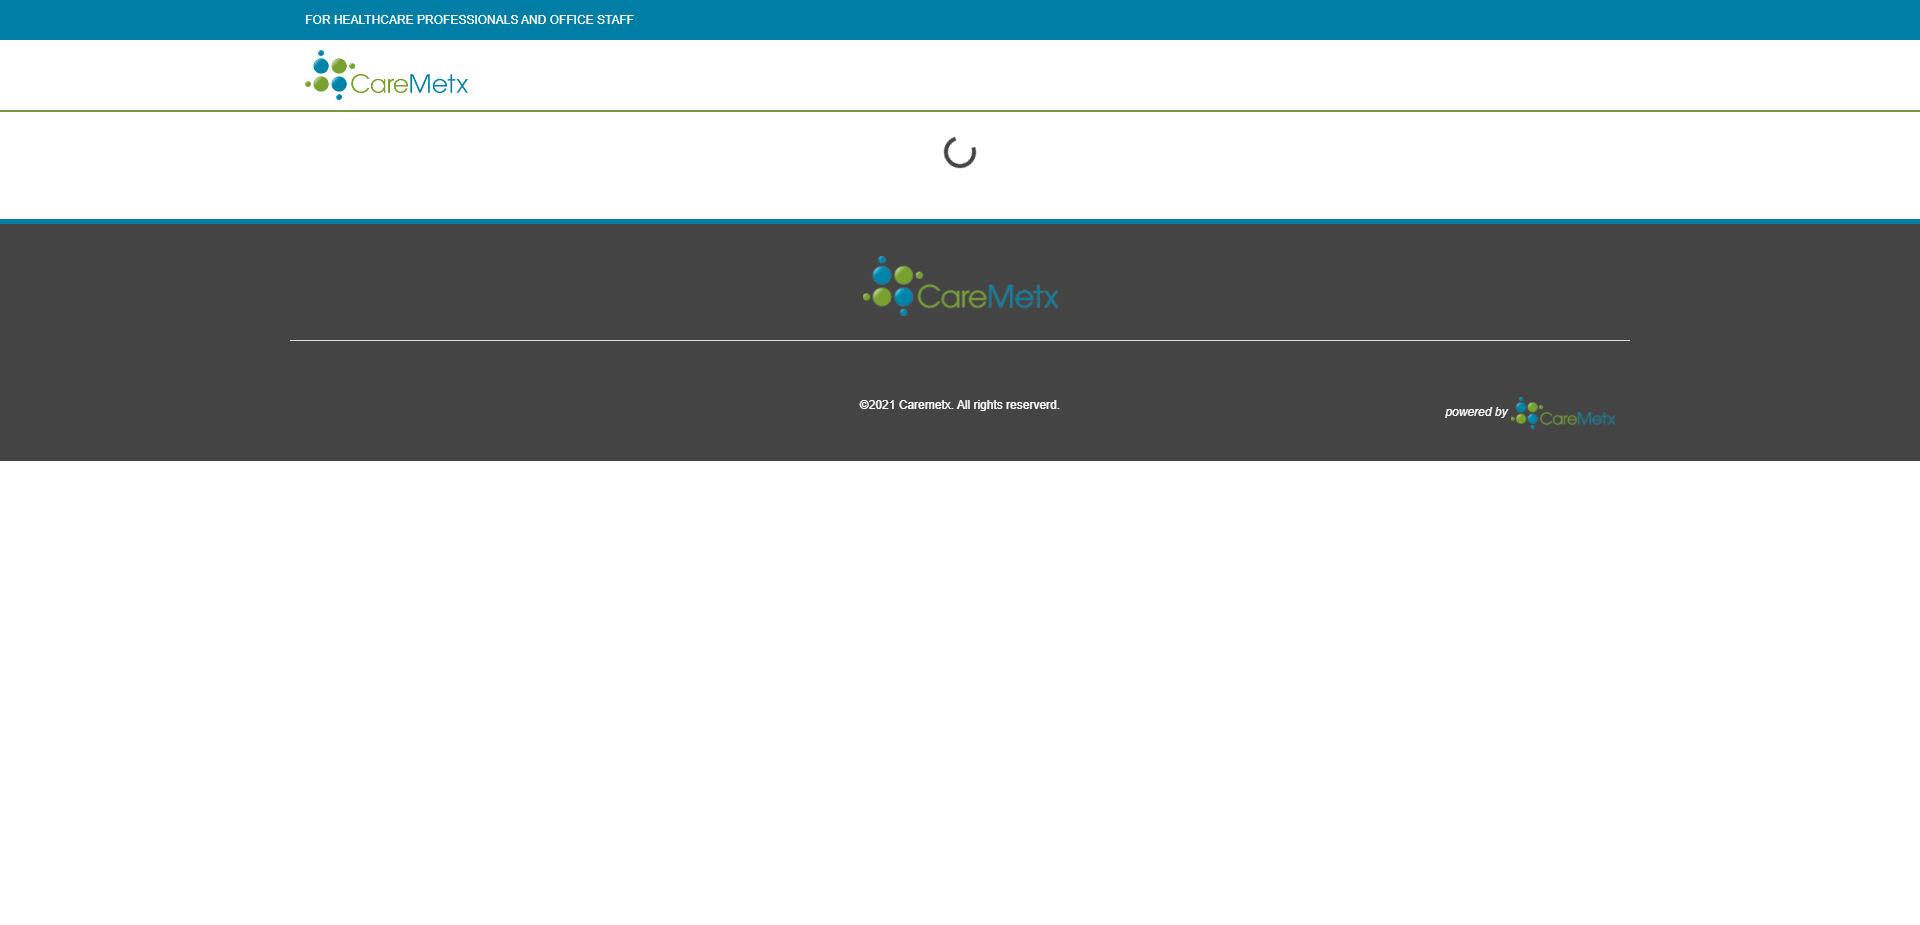 FOR HEALTHCARE PROFESSIONALS AND OFFICE STAFF
CareMetx
CareMetx
©2021 Caremetx. All rights reserverd.
powered by CareMetx